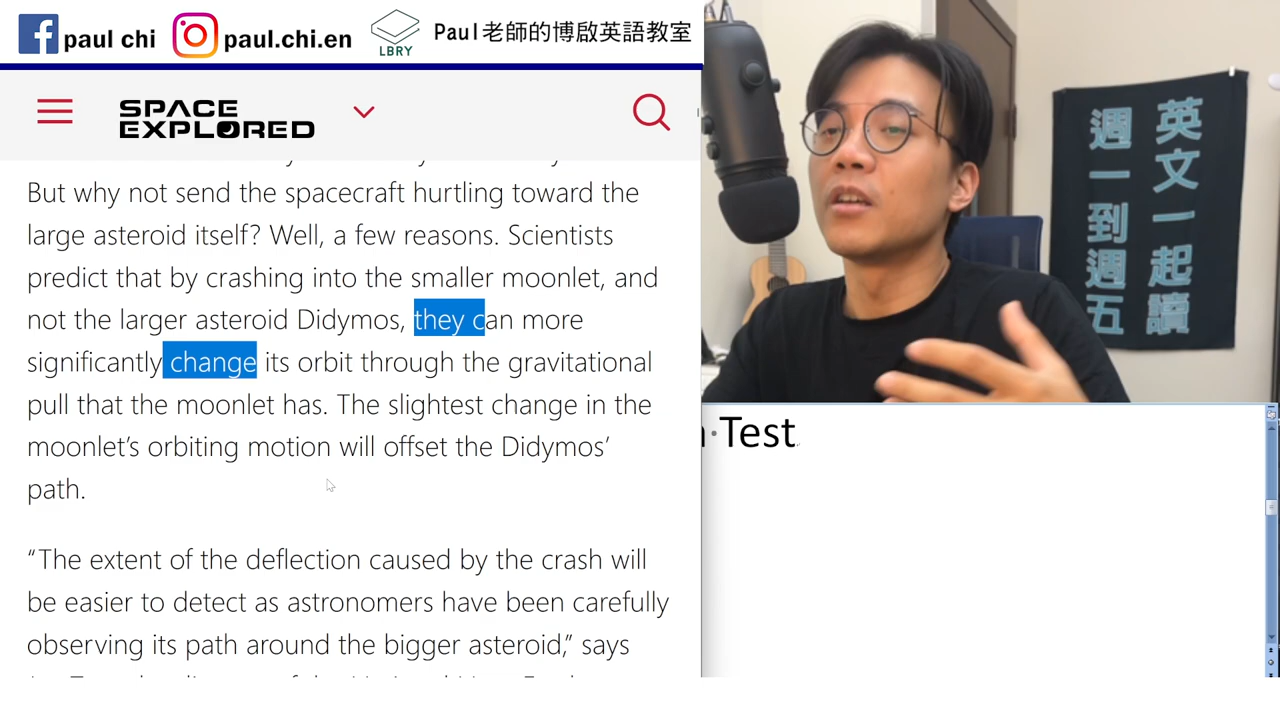 paul chi
paul.chi.en
LBRY
Paul老師的博啟英語教室
SPACE
EXPLORED
But why not send the spacecraft hurtling toward the
large asteroid itself? Well, a few reasons. Scientists
predict that by crashing into the smaller moonlet, and
not the larger asteroid Didymos, they can more
significantly change its orbit through the gravitational
pull that the moonlet has. The slightest change in the
moonlet’s orbiting motion will offset the Didymos’
path.
“The extent of the deflection caused by the crash will
be easier to detect as astronomers have been carefully
observing its path around the bigger asteroid,” says
英文一起讀
週一到週五
Test